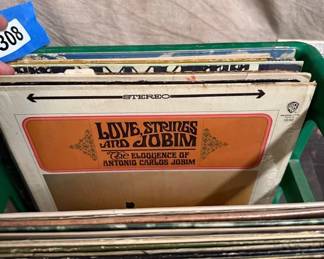 308
STEREO
LOVE, STRINGS
AND JOBIM
The ELOQUENCE OF
ANTONIO CARLOS JOBIM